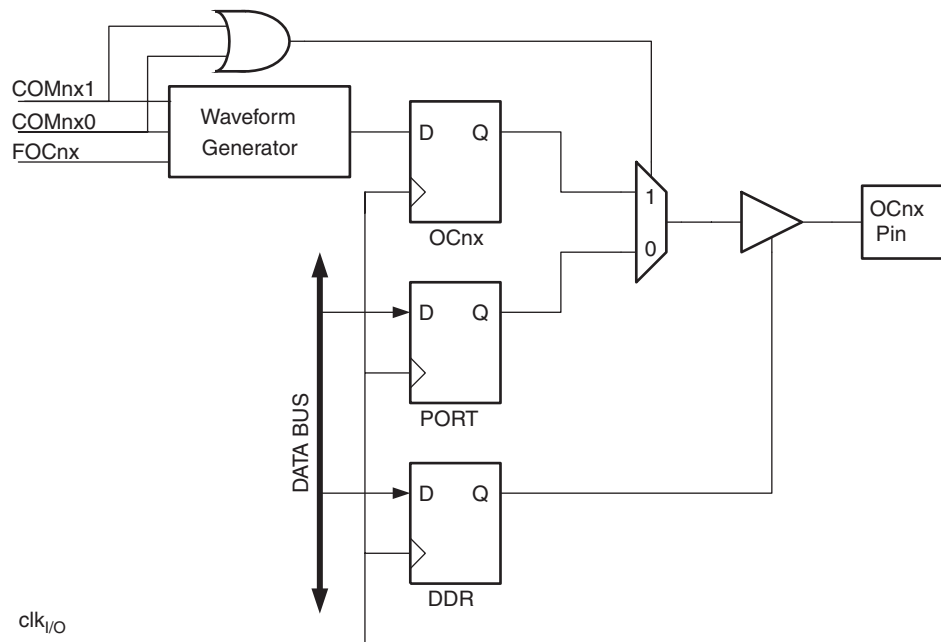 COMnx1
COMnx0
FOCnx
Waveform
Generator
D Q
OCnx
1
0
OCnx
Pin
D Q
PORT
DATA BUS
D Q
DDR
clkI/O